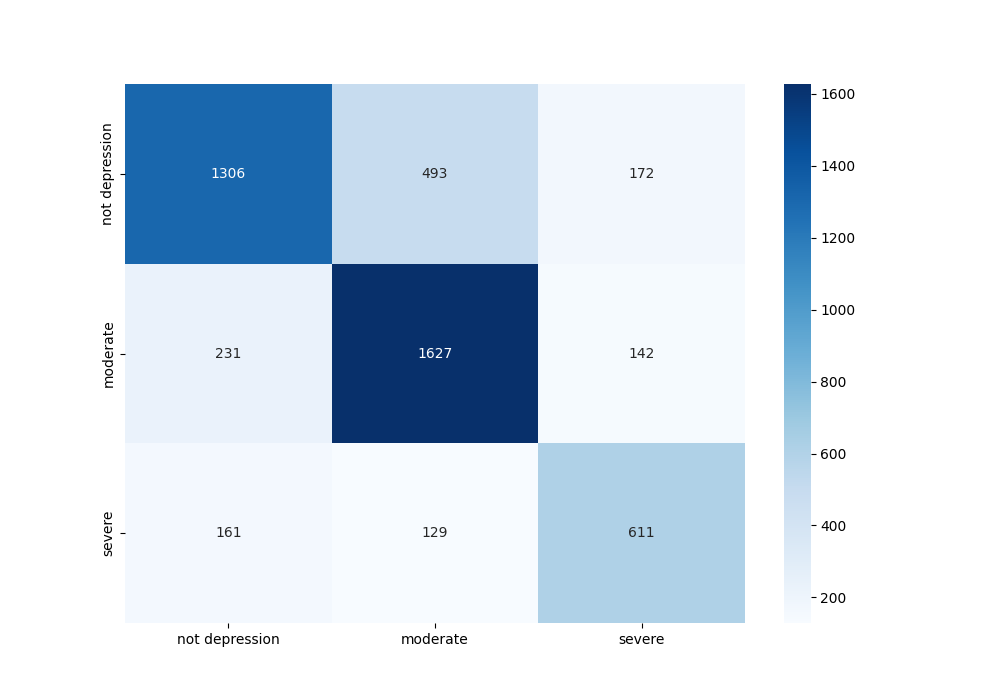 not depression
1306
493
172
moderate
231
1627
142
severe
161
129
611
not depression
moderate
severe
1600
1400
1200
1000
800
600
400
200